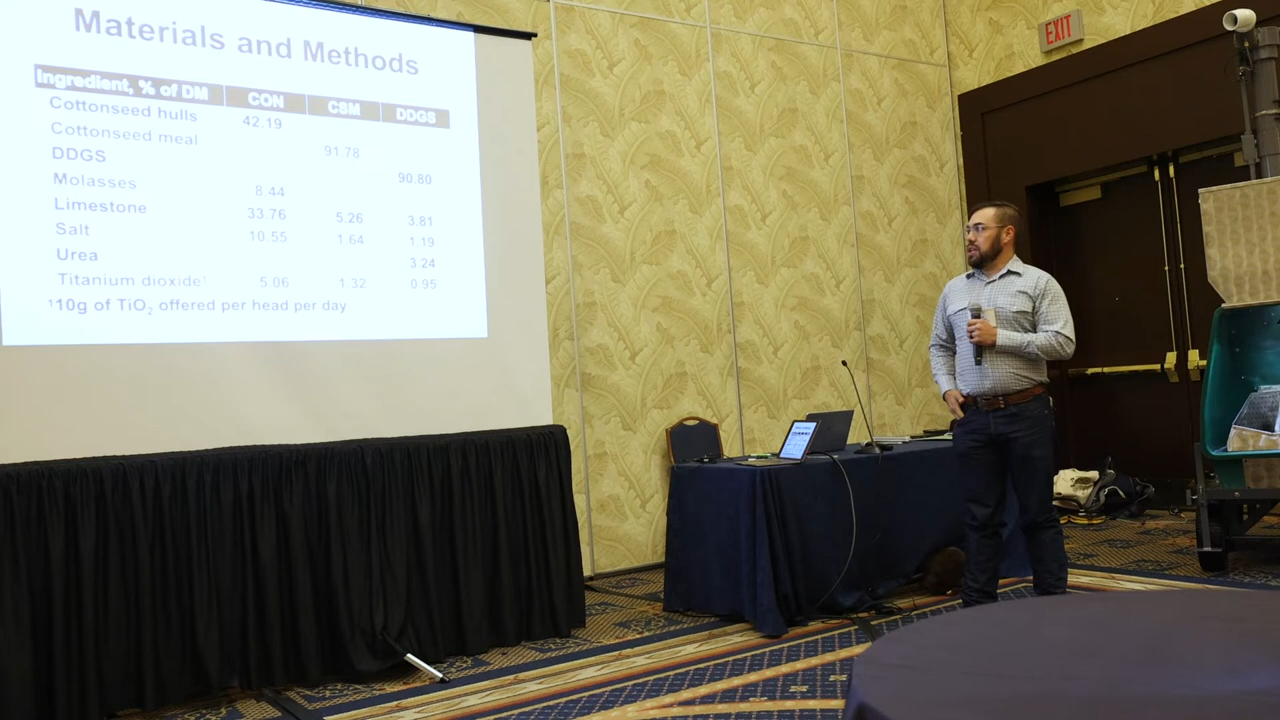 Materials and Methods
Ingredient, % of DM CON CSM DDGS
Cottonseed hulls 42.19
Cottonseed meal 91.78
DDGS 90.80
Molasses 8.44
Limestone 33.76 5.26 3.81
Salt 10.55 1.64 1.19
Urea 3.24
Titanium dioxide¹ 5.06 1.32 0.95
¹10g of TiO₂ offered per head per day
EXIT